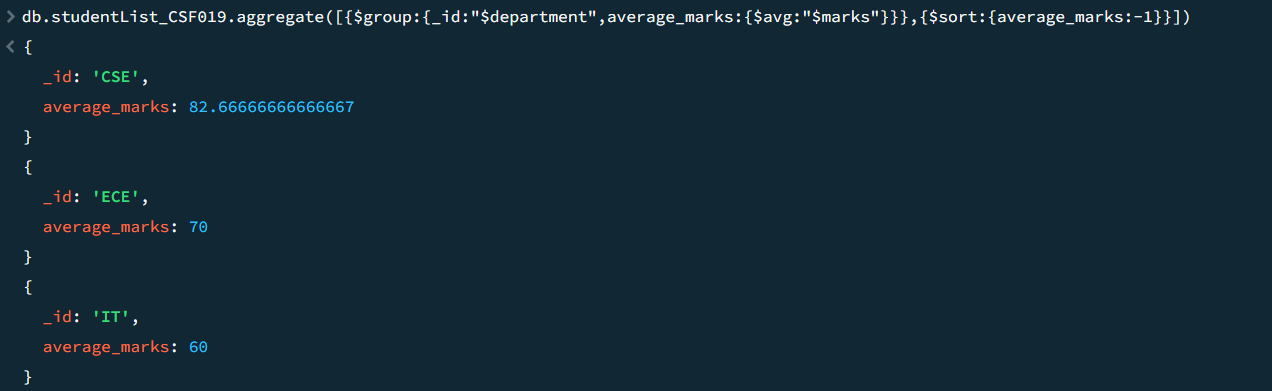 > db.studentList_CSF019.aggregate([{$group:{_id:"$department",average_marks:{$avg:"$marks"}}},{$sort:{average_marks:-1}}])
< {
_id: 'CSE',
average_marks: 82.66666666666667
}
{
_id: 'ECE',
average_marks: 70
}
{
_id: 'IT',
average_marks: 60
}